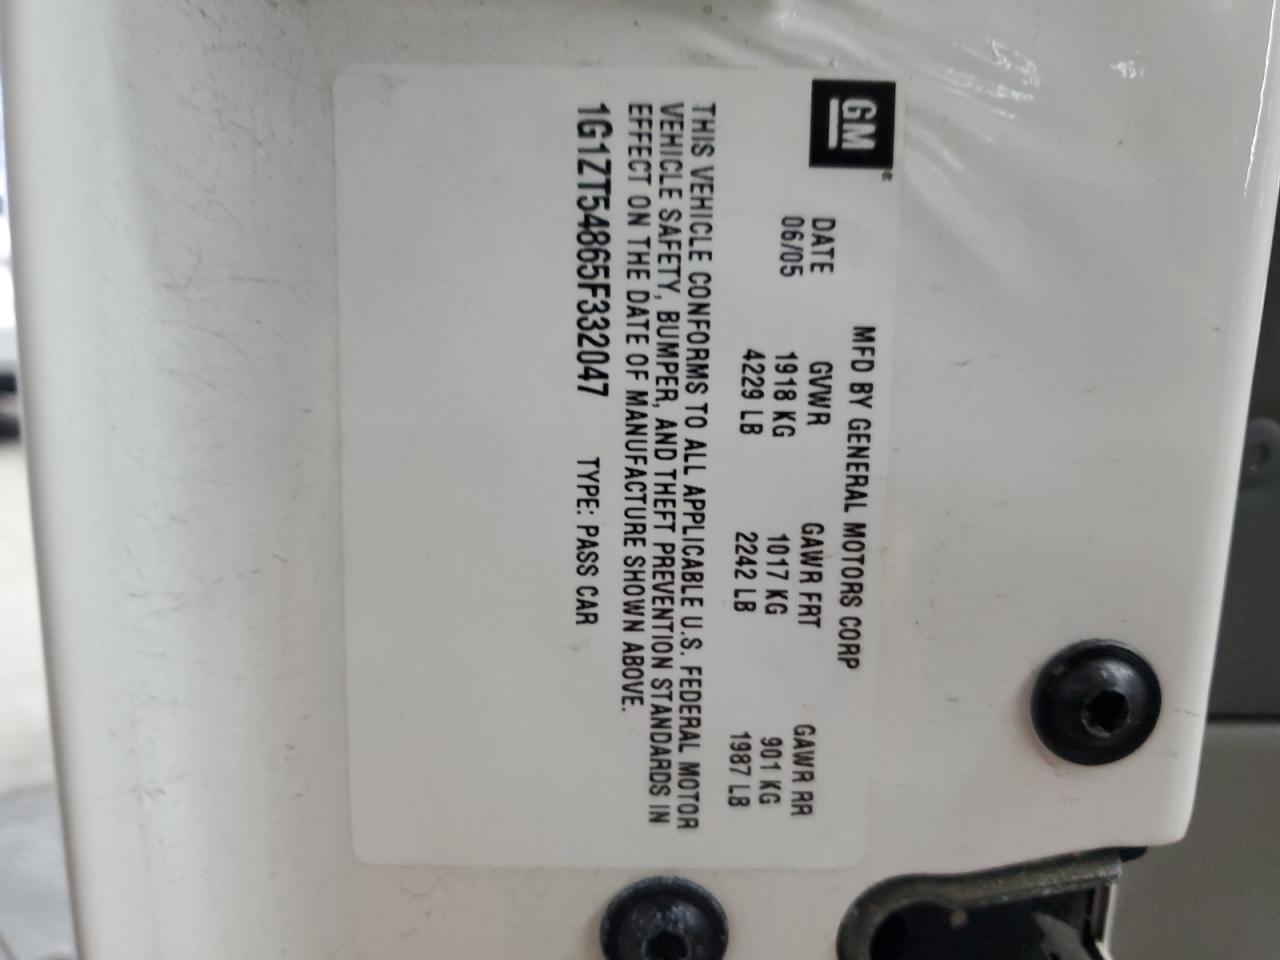 GM®
MFD BY GENERAL MOTORS CORP
DATE GVWR GAWR FRT GAWR RR
06/05 1918 KG 1017 KG 901 KG
4229 LB 2242 LB 1987 LB
THIS VEHICLE CONFORMS TO ALL APPLICABLE U.S. FEDERAL MOTOR
VEHICLE SAFETY, BUMPER, AND THEFT PREVENTION STANDARDS IN
EFFECT ON THE DATE OF MANUFACTURE SHOWN ABOVE.
1G1ZT54865F332047 TYPE: PASS CAR